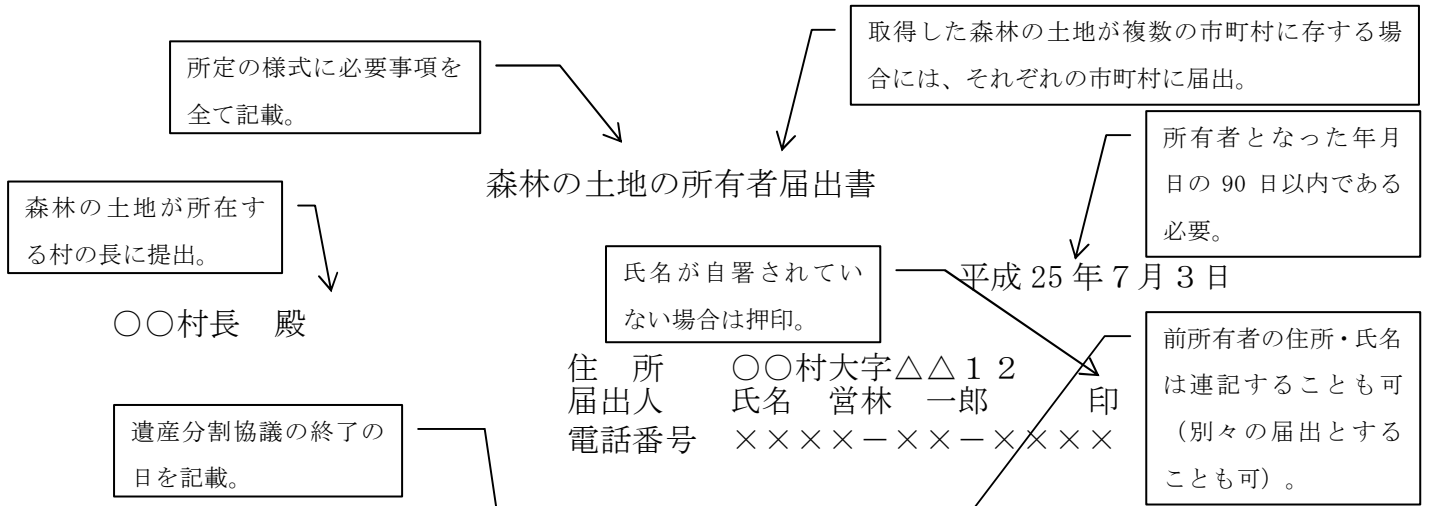 取得した森林の土地が複数の市町村に存する場
合には、それぞれの市町村に届出。
所定の様式に必要事項を
全て記載。
所有者となった年月
日の 90 日以内である
必要。
森林の土地の所有者届出書
森林の土地が所在す
る村の長に提出。
氏名が自署されてい
ない場合は押印。
平成 25 年７月３日
○○村長　殿
前所有者の住所・氏名
は連記することも可
（別々の届出とする
ことも可）。
住　所　　○○村大字△△１２
届出人　　氏名　営林　一郎　　　印
電話番号　××××－××－××××
遺産分割協議の終了の
日を記載。